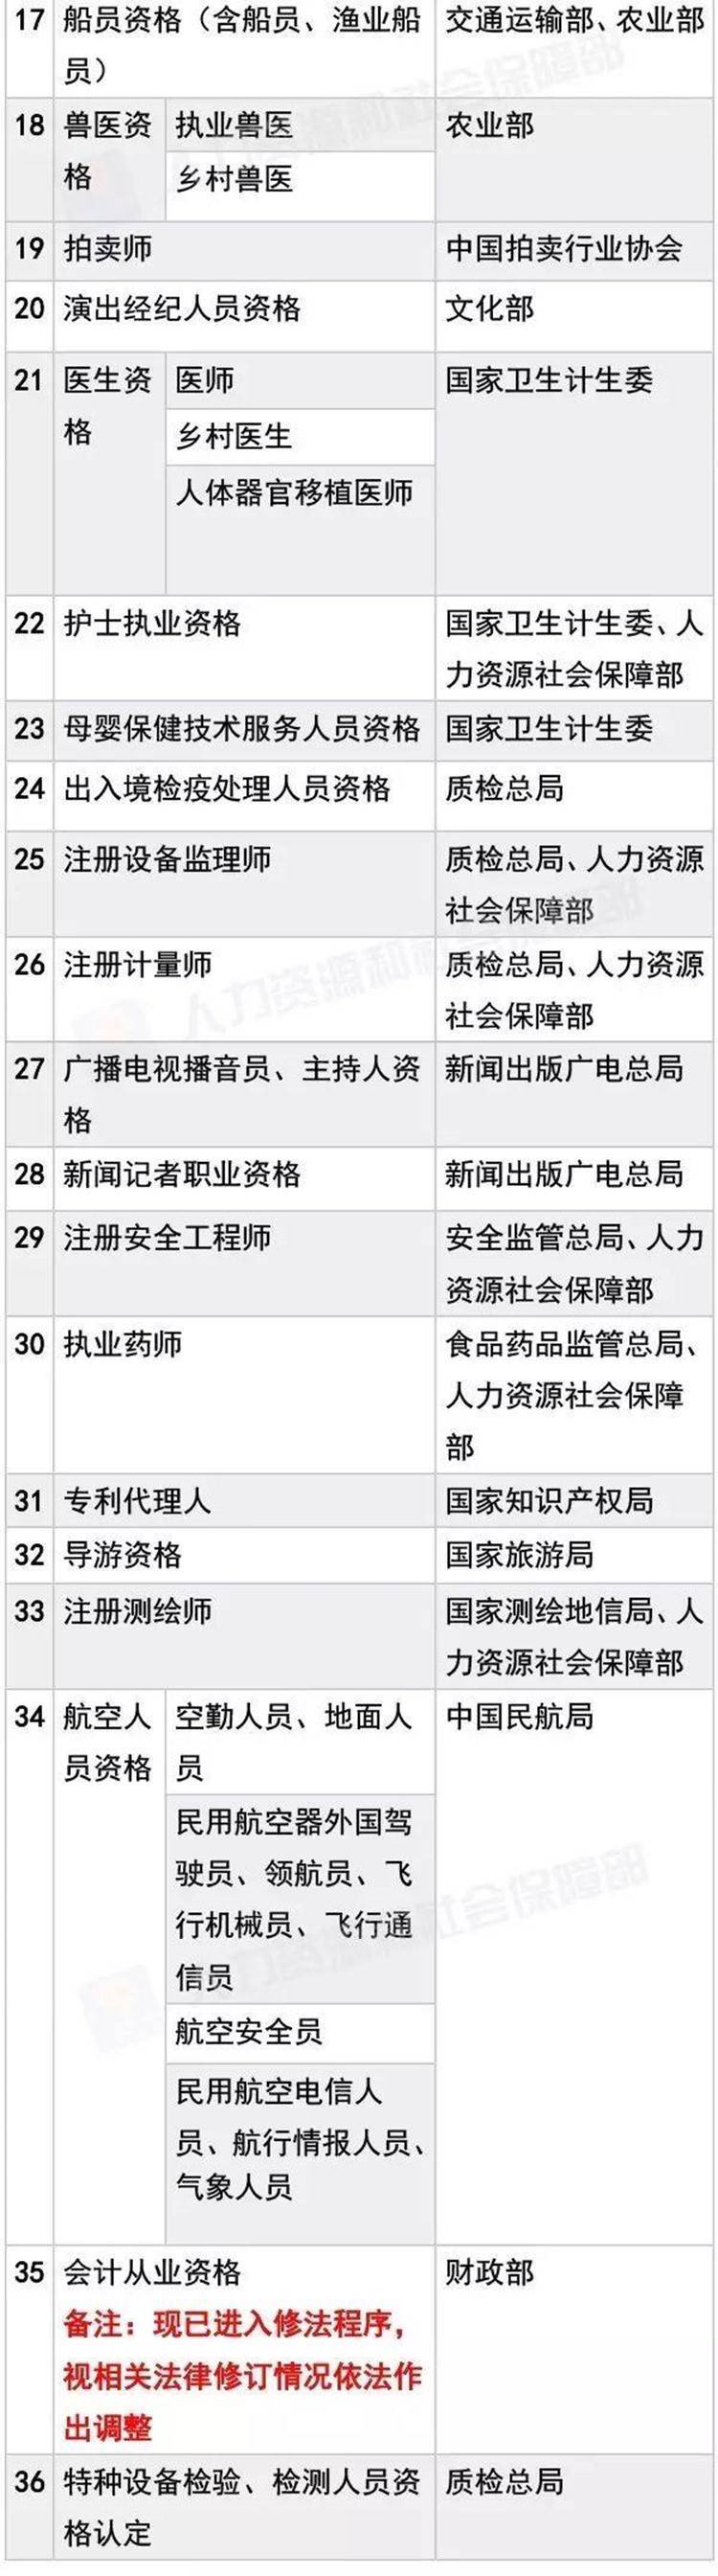 17 船员资格（含船员、渔业船 交通运输部、农业部
员）
18 兽医资 执业兽医 农业部
格 乡村兽医
19 拍卖师 中国拍卖行业协会
20 演出经纪人员资格 文化部
21 医生资 医师 国家卫生计生委
格 乡村医生
人体器官移植医师
22 护士执业资格 国家卫生计生委、人
力资源社会保障部
23 母婴保健技术服务人员资格 国家卫生计生委
24 出入境检疫处理人员资格 质检总局
25 注册设备监理师 质检总局、人力资源
社会保障部
26 注册计量师 质检总局、人力资源
社会保障部
27 广播电视播音员、主持人资 新闻出版广电总局
格
28 新闻记者职业资格 新闻出版广电总局
29 注册安全工程师 安全监管总局、人力
资源社会保障部
30 执业药师 食品药品监管总局、
人力资源社会保障
部
31 专利代理人 国家知识产权局
32 导游资格 国家旅游局
33 注册测绘师 国家测绘地信局、人
力资源社会保障部
34 航空人 空勤人员、地面人 中国民航局
员资格 员
民用航空器外国驾
驶员、领航员、飞
行机械员、飞行通
信员
航空安全员
民用航空电信人
员、航行情报人员、
气象人员
35 会计从业资格 财政部
备注：现已进入修法程序，
视相关法律修订情况依法作
出调整
36 特种设备检验、检测人员资 质检总局
格认定
人力资源和社会保障部
人力资源和社会保障部
人力资源和社会保障部